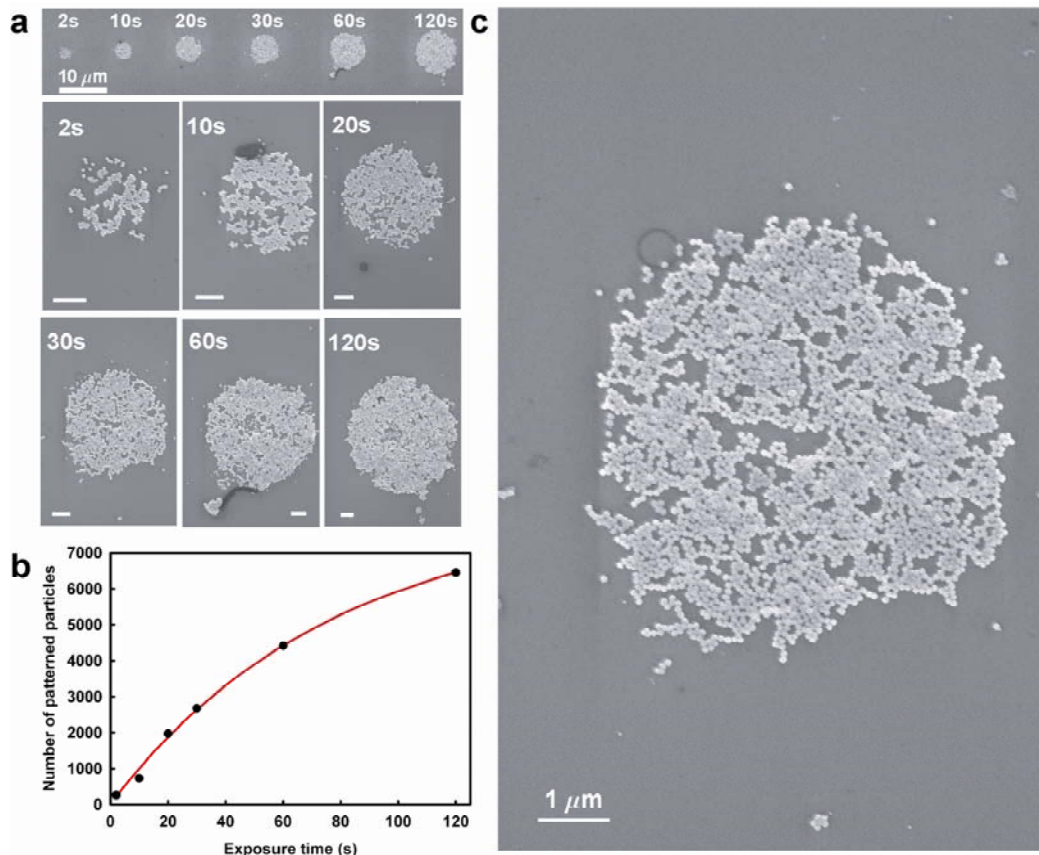 a
2s 10s 20s 30s 60s 120s
10 μm
2s 10s 20s
30s 60s 120s
b
Number of patterned particles
7000
6000
5000
4000
3000
2000
1000
0
0 20 40 60 80 100 120
Exposure time (s)
c
1 μm